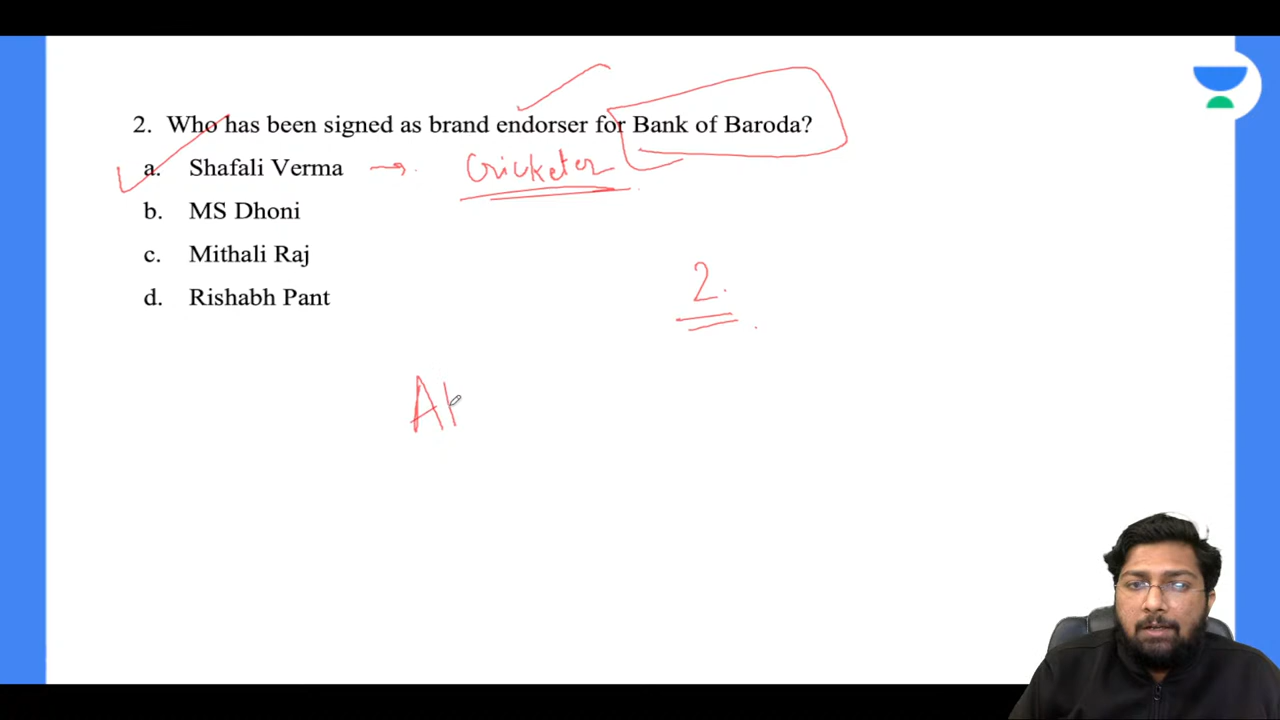 2. Who has been signed as brand endorser for Bank of Baroda?
a. Shafali Verma → Cricketer
b. MS Dhoni
c. Mithali Raj
d. Rishabh Pant
2.